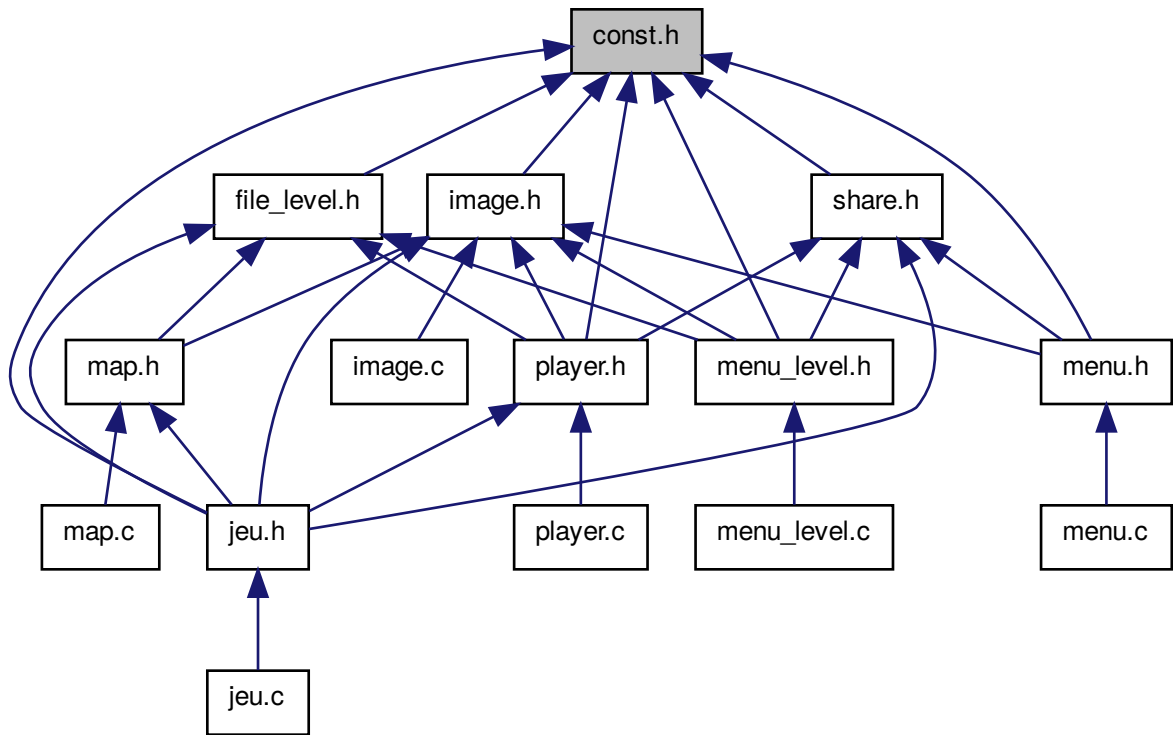 const.h
file_level.h
image.h
share.h
map.h
image.c
player.h
menu_level.h
menu.h
map.c
jeu.h
player.c
menu_level.c
menu.c
jeu.c